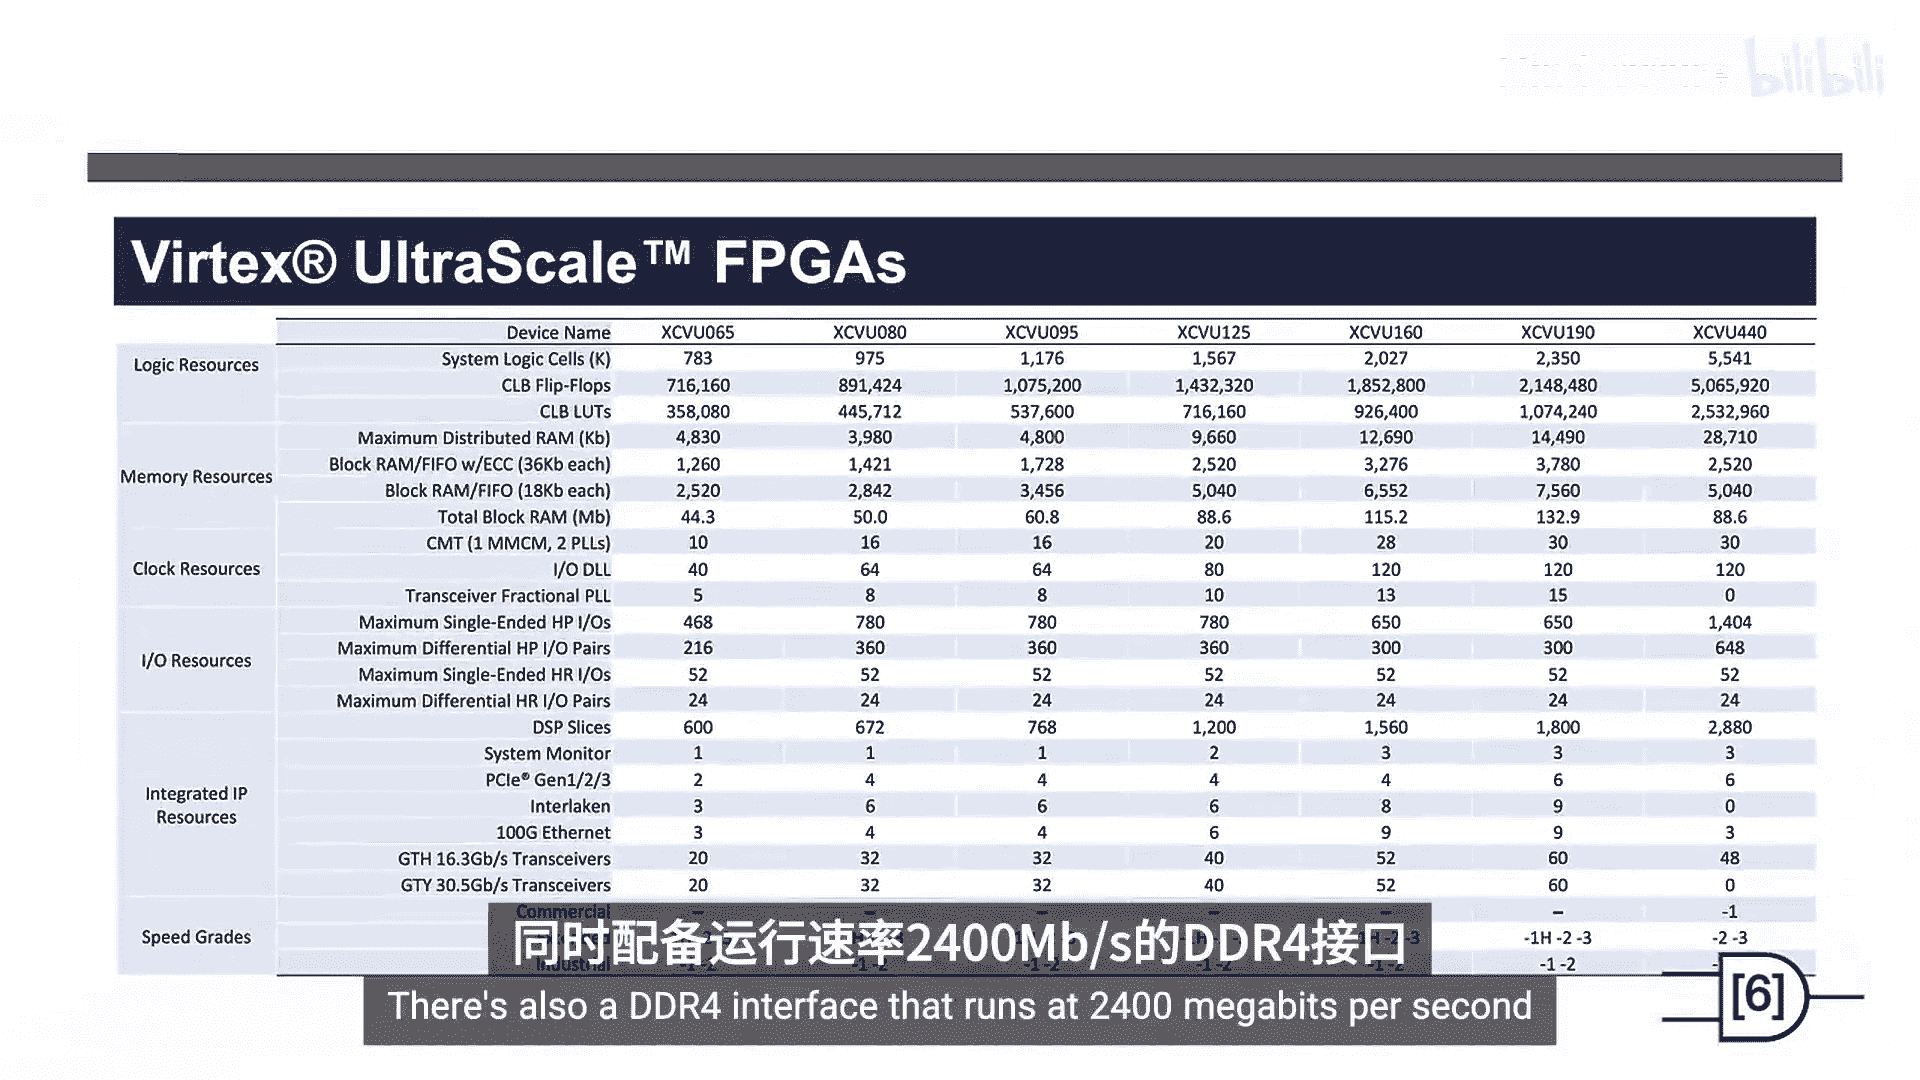 bilibili
Virtex® UltraScale™ FPGAs
Device Name XCVU065 XCVU080 XCVU095 XCVU125 XCVU160 XCVU190 XCVU440
Logic Resources System Logic Cells (K) 783 975 1,176 1,567 2,027 2,350 5,541
CLB Flip-Flops 716,160 891,424 1,075,200 1,432,320 1,852,800 2,148,480 5,065,920
CLB LUTs 358,080 445,712 537,600 716,160 926,400 1,074,240 2,532,960
Maximum Distributed RAM (Kb) 4,830 3,980 4,800 9,660 12,690 14,490 28,710
Memory Resources Block RAM/FIFO w/ECC (36Kb each) 1,260 1,421 1,728 2,520 3,276 3,780 2,520
Block RAM/FIFO (18Kb each) 2,520 2,842 3,456 5,040 6,552 7,560 5,040
Total Block RAM (Mb) 44.3 50.0 60.8 88.6 115.2 132.9 88.6
CMT (1 MMCM, 2 PLLs) 10 16 16 20 28 30 30
Clock Resources I/O DLL 40 64 64 80 120 120 120
Transceiver Fractional PLL 5 8 8 10 13 15 0
Maximum Single-Ended HP I/Os 468 780 780 780 650 650 1,404
I/O Resources Maximum Differential HP I/O Pairs 216 360 360 360 300 300 648
Maximum Single-Ended HR I/Os 52 52 52 52 52 52 52
Maximum Differential HR I/O Pairs 24 24 24 24 24 24 24
DSP Slices 600 672 768 1,200 1,560 1,800 2,880
System Monitor 1 1 1 2 3 3 3
PCIe® Gen1/2/3 2 4 4 4 4 6 6
Integrated IP Resources Interlaken 3 6 6 6 8 9 0
100G Ethernet 3 4 4 6 9 9 3
GTH 16.3Gb/s Transceivers 20 32 32 40 52 60 48
GTY 30.5Gb/s Transceivers 20 32 32 40 52 60 0
Commercial – – – – – – -1
Speed Grades -1H -2 -3 -2 -3
Industrial -1 -2 -1 -2 -1 -2 -1 -2 -1 -2 -1 -2
同时配备运行速率2400Mb/s的DDR4接口
There's also a DDR4 interface that runs at 2400 megabits per second
[6]